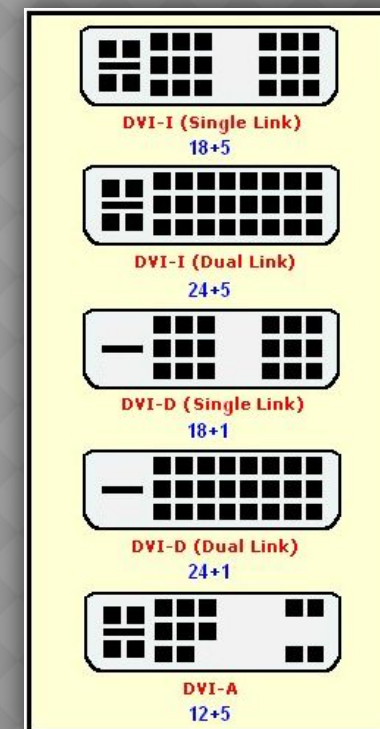 DVI-I (Single Link)
18+5
DVI-I (Dual Link)
24+5
DVI-D (Single Link)
18+1
DVI-D (Dual Link)
24+1
DVI-A
12+5